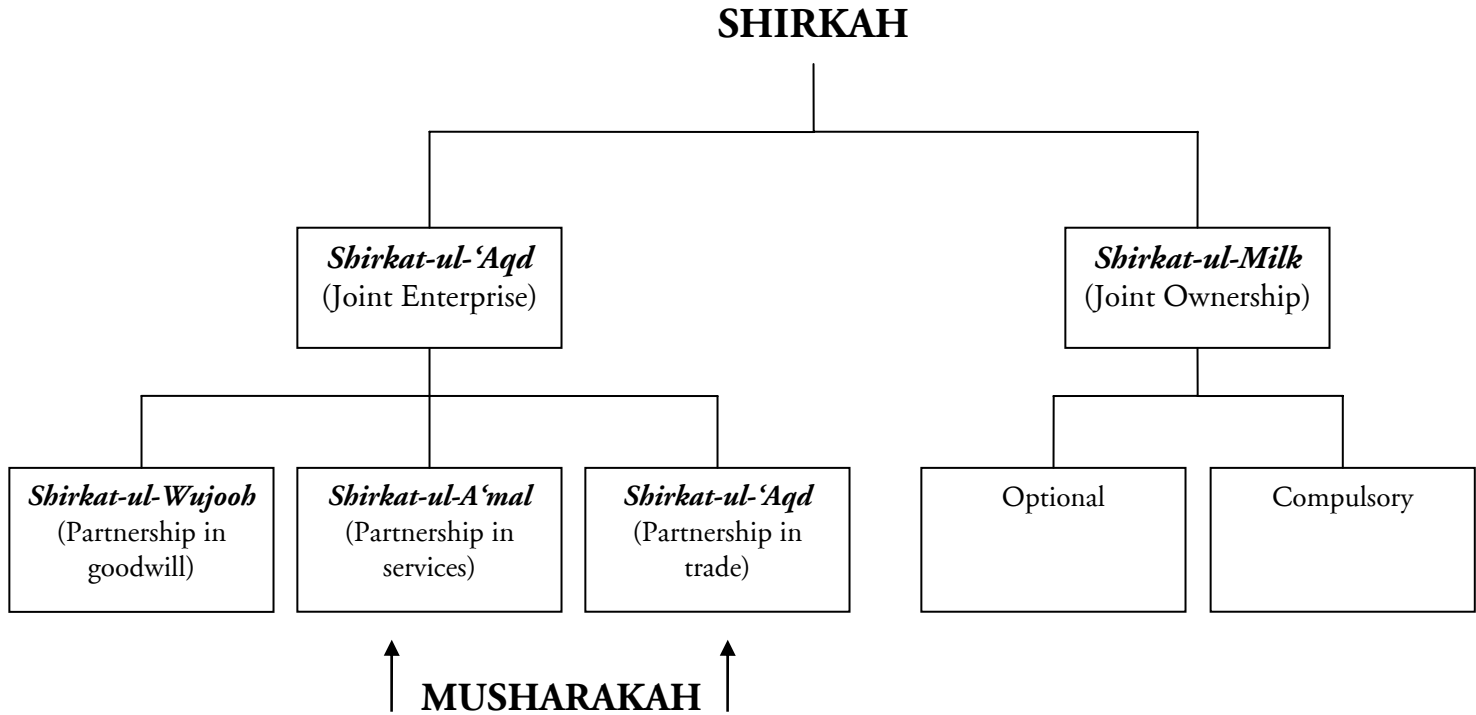 SHIRKAH
Shirkat-ul-‘Aqd
(Joint Enterprise)
Shirkat-ul-Milk
(Joint Ownership)
Shirkat-ul-Wujooh
(Partnership in
goodwill)
Shirkat-ul-A‘mal
(Partnership in
services)
Shirkat-ul-‘Aqd
(Partnership in
trade)
Optional
Compulsory
MUSHARAKAH